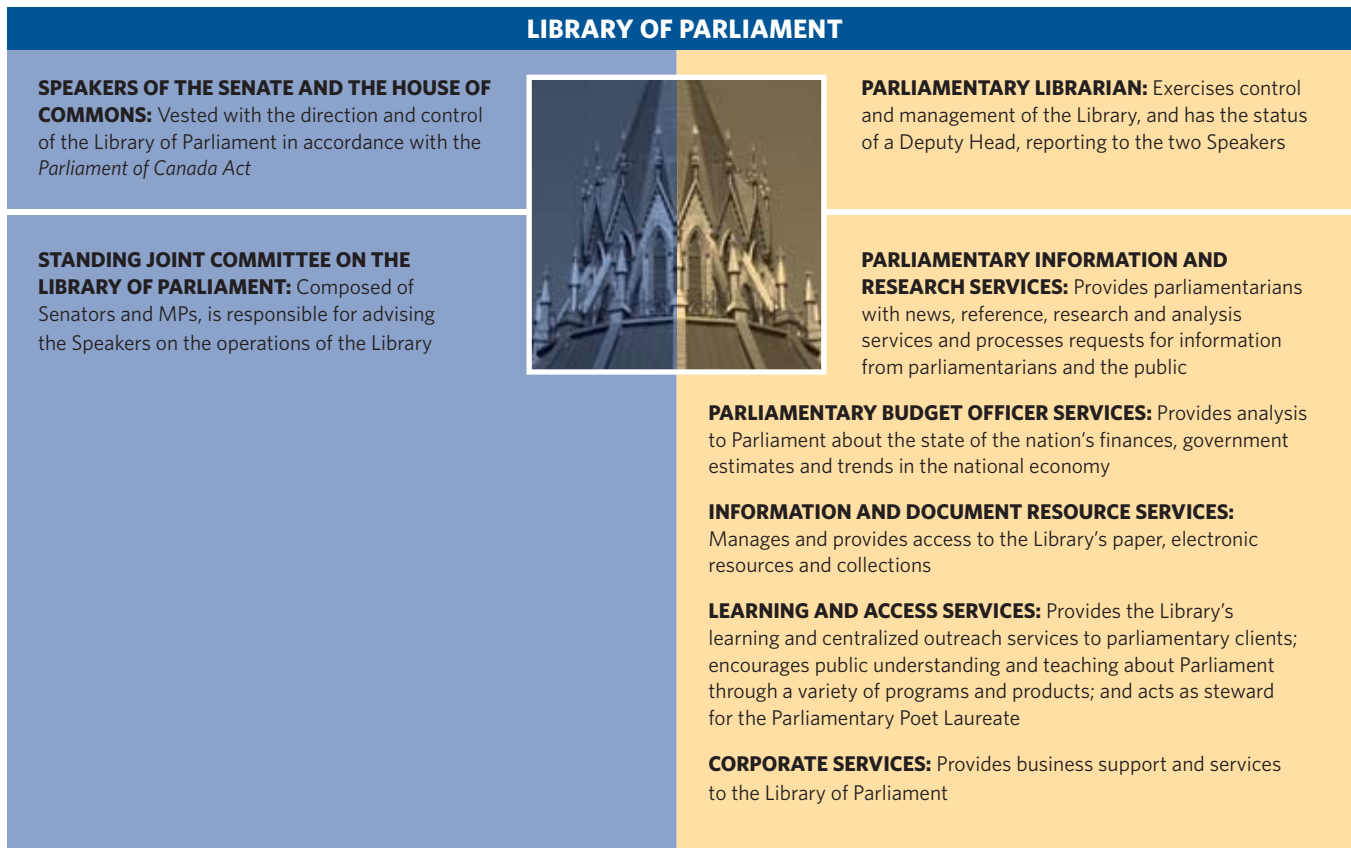 LIBRARY OF PARLIAMENT
SPEAKERS OF THE SENATE AND THE HOUSE OF
COMMONS: Vested with the direction and control
of the Library of Parliament in accordance with the
Parliament of Canada Act
STANDING JOINT COMMITTEE ON THE
LIBRARY OF PARLIAMENT: Composed of
Senators and MPs, is responsible for advising
the Speakers on the operations of the Library
PARLIAMENTARY LIBRARIAN: Exercises control
and management of the Library, and has the status
of a Deputy Head, reporting to the two Speakers
PARLIAMENTARY INFORMATION AND
RESEARCH SERVICES: Provides parliamentarians
with news, reference, research and analysis
services and processes requests for information
from parliamentarians and the public
PARLIAMENTARY BUDGET OFFICER SERVICES: Provides analysis
to Parliament about the state of the nation’s finances, government
estimates and trends in the national economy
INFORMATION AND DOCUMENT RESOURCE SERVICES:
Manages and provides access to the Library’s paper, electronic
resources and collections
LEARNING AND ACCESS SERVICES: Provides the Library’s
learning and centralized outreach services to parliamentary clients;
encourages public understanding and teaching about Parliament
through a variety of programs and products; and acts as steward
for the Parliamentary Poet Laureate
CORPORATE SERVICES: Provides business support and services
to the Library of Parliament